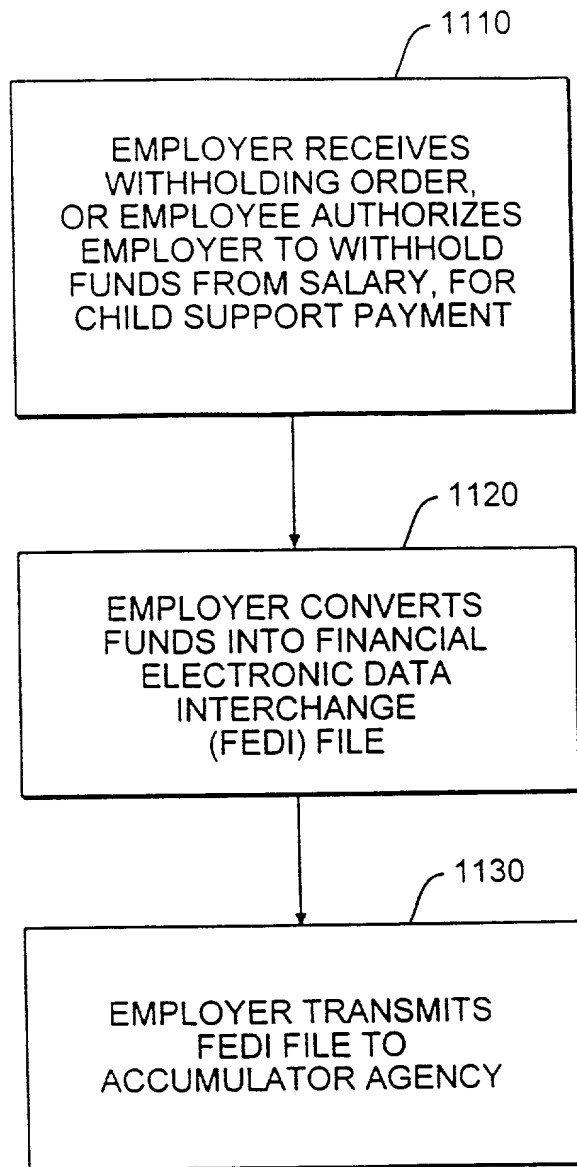 1110
EMPLOYER RECEIVES
WITHHOLDING ORDER,
OR EMPLOYEE AUTHORIZES
EMPLOYER TO WITHHOLD
FUNDS FROM SALARY, FOR
CHILD SUPPORT PAYMENT
1120
EMPLOYER CONVERTS
FUNDS INTO FINANCIAL
ELECTRONIC DATA
INTERCHANGE
(FEDI) FILE
1130
EMPLOYER TRANSMITS
FEDI FILE TO
ACCUMULATOR AGENCY